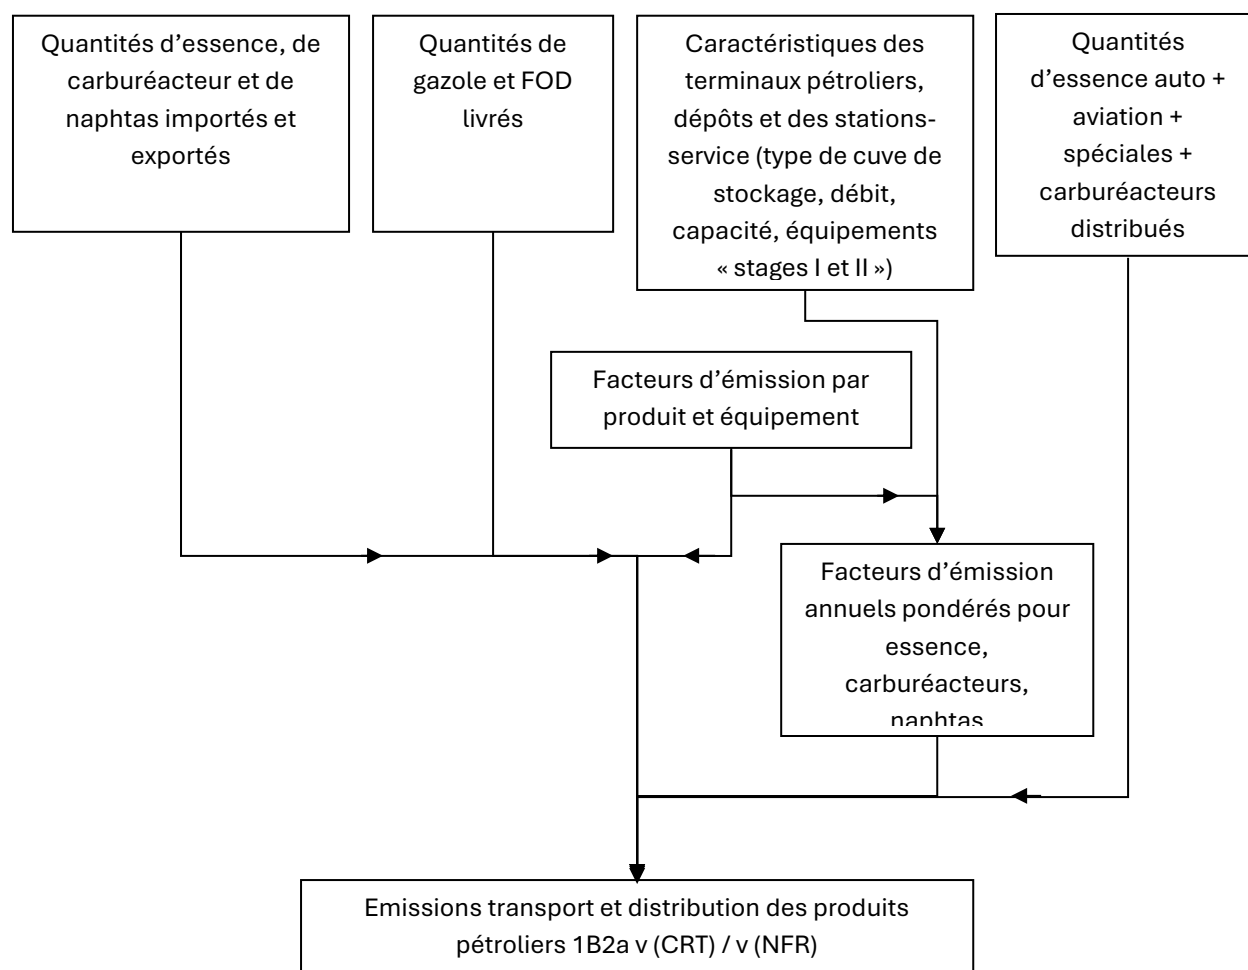 Quantités d’essence, de
carburéacteur et de
naphtas importés et
exportés
Quantités de
gazole et FOD
livrés
Caractéristiques des
terminaux pétroliers,
dépôts et des stations-
service (type de cuve de
stockage, débit,
capacité, équipements
« stages I et II »)
Quantités
d’essence auto +
aviation +
spéciales +
carburéacteurs
distribués
Facteurs d’émission par
produit et équipement
Facteurs d’émission
annuels pondérés pour
essence,
carburéacteurs,
naphtas
Emissions transport et distribution des produits
pétroliers 1B2a v (CRT) / v (NFR)